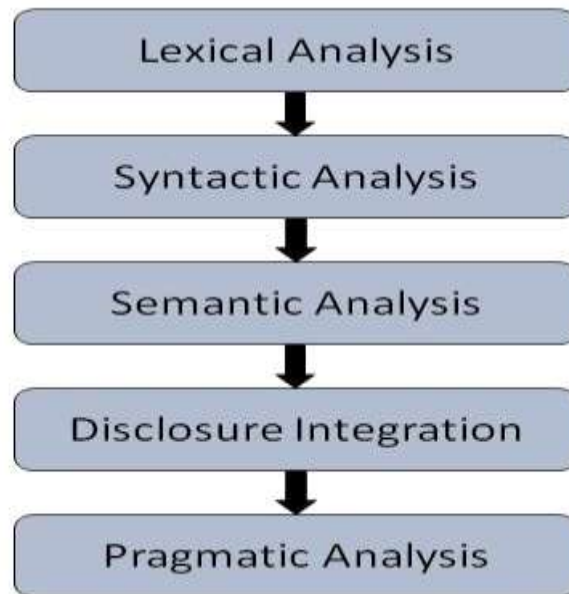 Lexical Analysis
Syntactic Analysis
Semantic Analysis
Disclosure Integration
Pragmatic Analysis